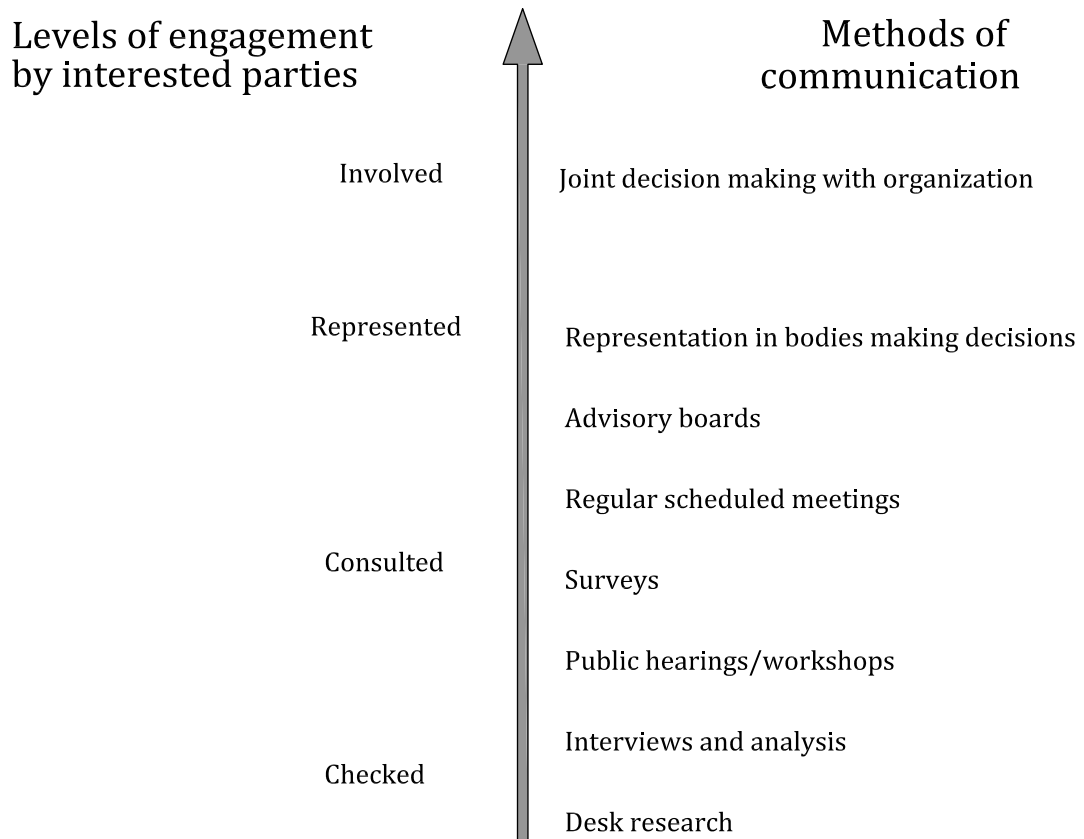 Levels of engagement
by interested parties
Methods of
communication
Involved
Joint decision making with organization
Represented
Representation in bodies making decisions
Advisory boards
Regular scheduled meetings
Consulted
Surveys
Public hearings/workshops
Interviews and analysis
Checked
Desk research